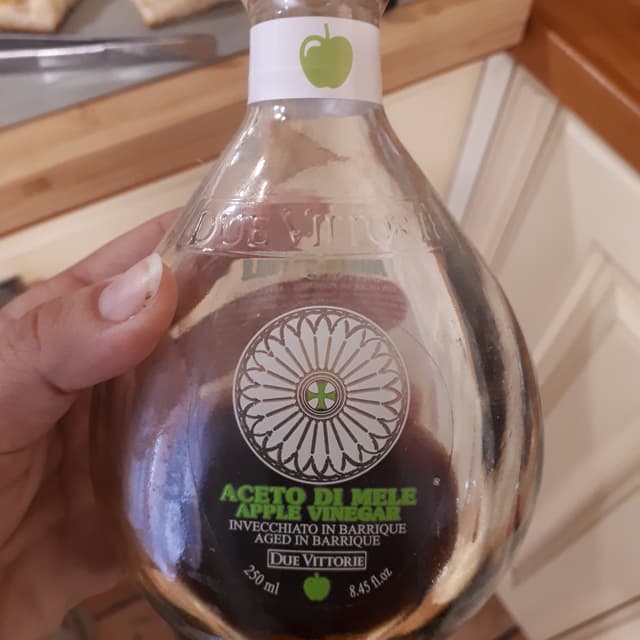 DUE VITTORIE
ACETO DI MELE
APPLE VINEGAR
INVECCHIATO IN BARRIQUE
AGED IN BARRIQUE
DUE VITTORIE
250 ml
8.45 fl.oz